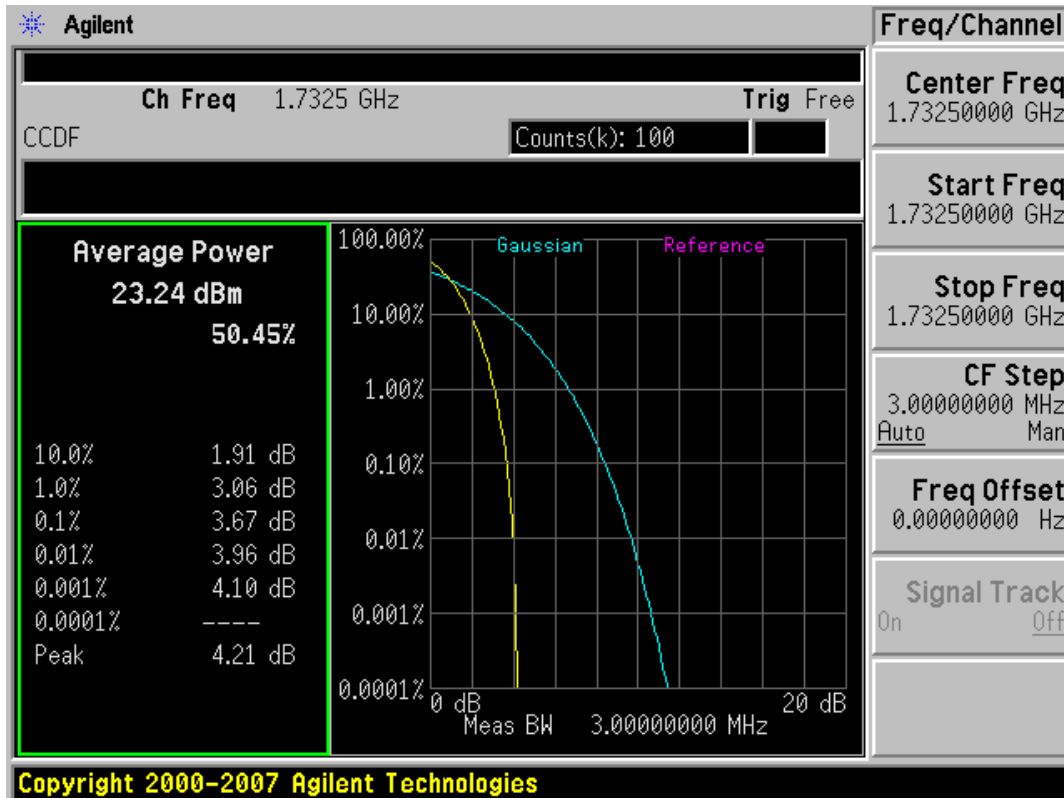 Agilent
Freq/Channel
Ch Freq 1.7325 GHz Trig Free
CCDF Counts(k): 100
Center Freq
1.73250000 GHz
Start Freq
1.73250000 GHz
Stop Freq
1.73250000 GHz
CF Step
3.00000000 MHz
Auto Man
Freq Offset
0.00000000 Hz
Signal Track
On Off
Average Power
23.24 dBm
50.45%
10.0% 1.91 dB
1.0% 3.06 dB
0.1% 3.67 dB
0.01% 3.96 dB
0.001% 4.10 dB
0.0001% ----
Peak 4.21 dB
Gaussian Reference
100.00%
10.00%
1.00%
0.10%
0.01%
0.001%
0.0001%
0 dB 20 dB
Meas BW 3.00000000 MHz
Copyright 2000-2007 Agilent Technologies